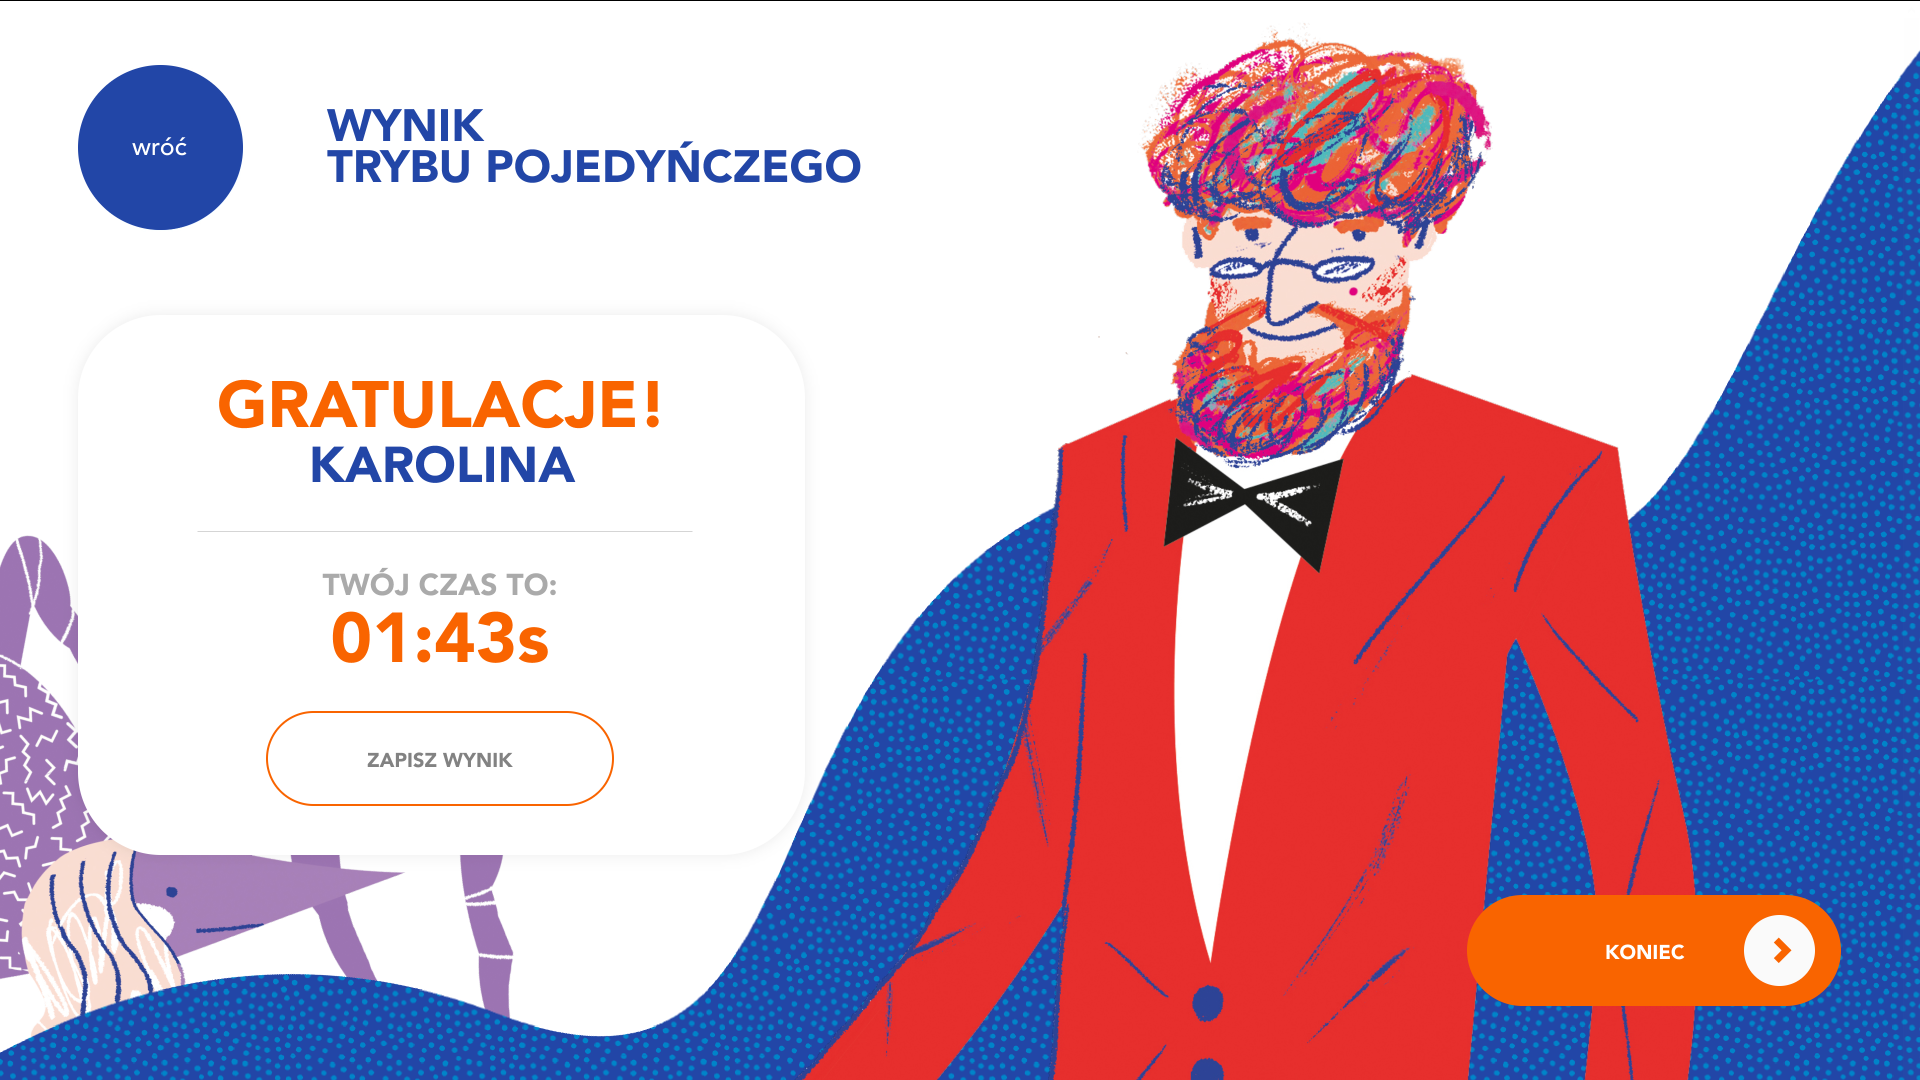 wróć
WYNIK
TRYBU POJEDYŃCZEGO
GRATULACJE!
KAROLINA
TWÓJ CZAS TO:
01:43s
ZAPISZ WYNIK
KONIEC